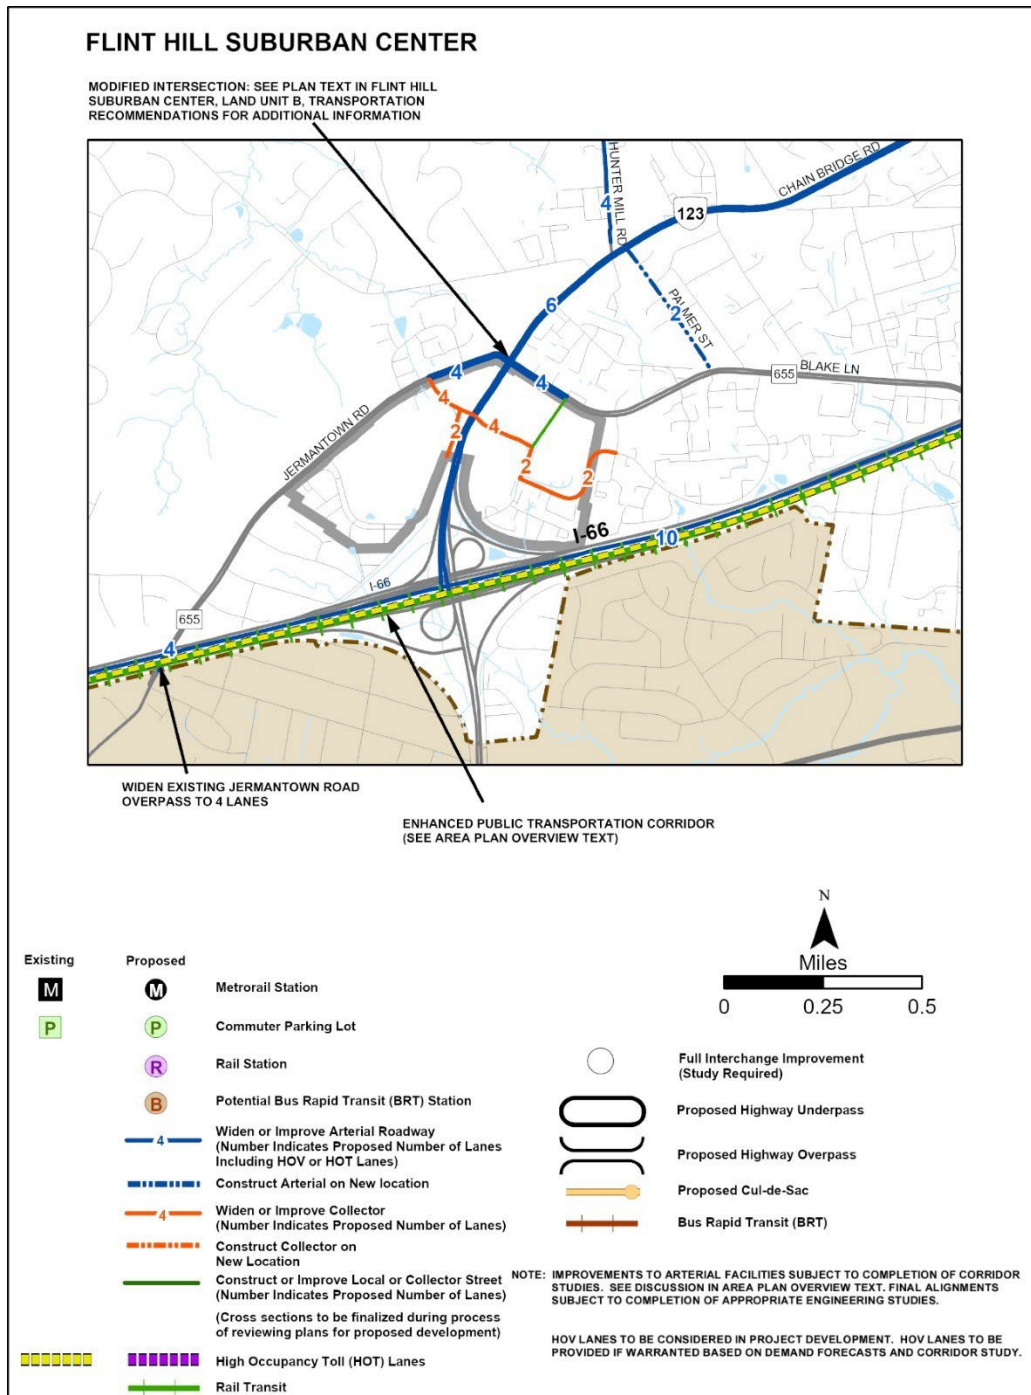 FLINT HILL SUBURBAN CENTER
MODIFIED INTERSECTION: SEE PLAN TEXT IN FLINT HILL
SUBURBAN CENTER, LAND UNIT B, TRANSPORTATION
RECOMMENDATIONS FOR ADDITIONAL INFORMATION
HUNTER MILL RD
4
CHAIN BRIDGE RD
123
6
PALMER ST
2
655
BLAKE LN
4
4
4
4
2
2
2
JERMANTOWN RD
I-66
10
I-66
655
4
WIDEN EXISTING JERMANTOWN ROAD
OVERPASS TO 4 LANES
ENHANCED PUBLIC TRANSPORTATION CORRIDOR
(SEE AREA PLAN OVERVIEW TEXT)
N
Miles
0 0.25 0.5
Existing Proposed
M M Metrorail Station
P P Commuter Parking Lot
R Rail Station
B Potential Bus Rapid Transit (BRT) Station
4 Widen or Improve Arterial Roadway
(Number Indicates Proposed Number of Lanes
Including HOV or HOT Lanes)
Construct Arterial on New location
4 Widen or Improve Collector
(Number Indicates Proposed Number of Lanes)
Construct Collector on
New Location
Construct or Improve Local or Collector Street
(Number Indicates Proposed Number of Lanes)
(Cross sections to be finalized during process
of reviewing plans for proposed development)
High Occupancy Toll (HOT) Lanes
Rail Transit
Full Interchange Improvement
(Study Required)
Proposed Highway Underpass
Proposed Highway Overpass
Proposed Cul-de-Sac
Bus Rapid Transit (BRT)
NOTE: IMPROVEMENTS TO ARTERIAL FACILITIES SUBJECT TO COMPLETION OF CORRIDOR
STUDIES. SEE DISCUSSION IN AREA PLAN OVERVIEW TEXT. FINAL ALIGNMENTS
SUBJECT TO COMPLETION OF APPROPRIATE ENGINEERING STUDIES.
HOV LANES TO BE CONSIDERED IN PROJECT DEVELOPMENT. HOV LANES TO BE
PROVIDED IF WARRANTED BASED ON DEMAND FORECASTS AND CORRIDOR STUDY.